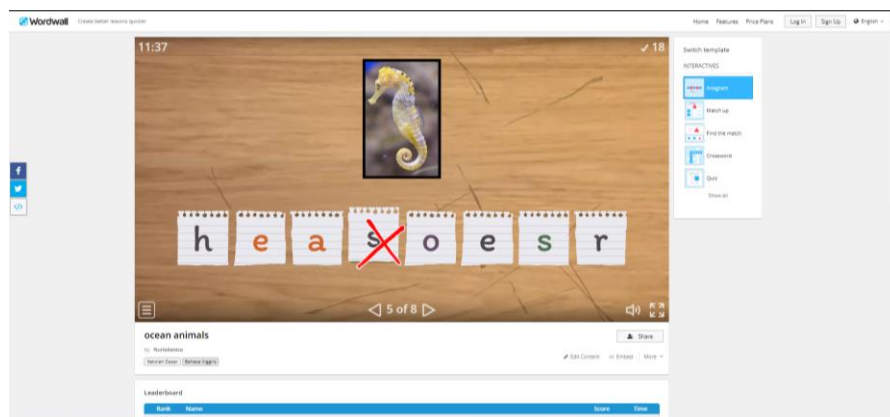 Wordwall Create better lessons quicker Home Features Price Plans Log In Sign Up English
11:37 18
h e a s o e s r
5 of 8
Switch template
INTERACTIVES
Anagram
Match up
Find the match
Crossword
Quiz
Show all
ocean animals
Share
by
Edit Content Embed More
Leaderboard
Rank Name Score Time